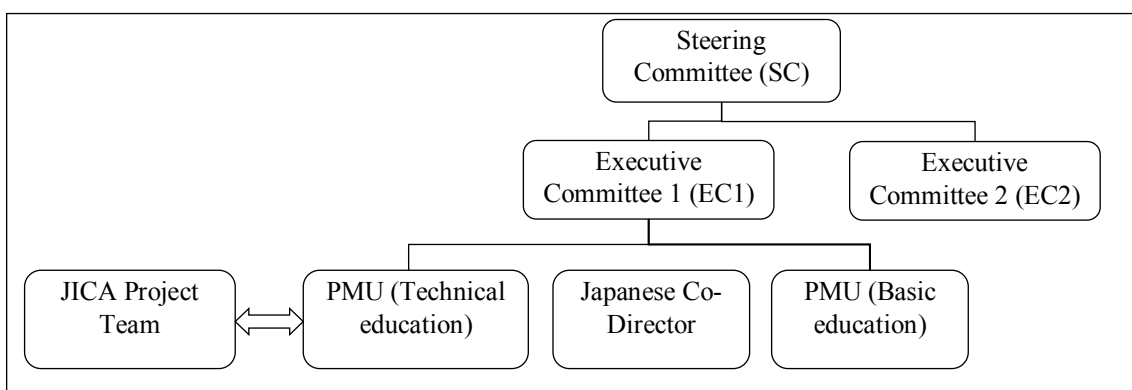 Steering
Committee (SC)
Executive
Committee 1 (EC1)
Executive
Committee 2 (EC2)
JICA Project
Team
PMU (Technical
education)
Japanese Co-
Director
PMU (Basic
education)